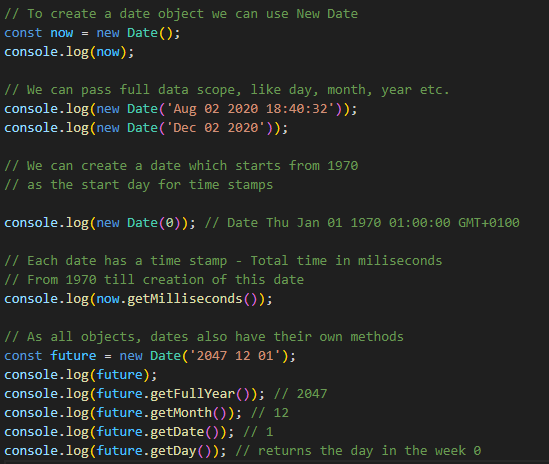 // To create a date object we can use New Date
const now = new Date();
console.log(now);
// We can pass full data scope, like day, month, year etc.
console.log(new Date('Aug 02 2020 18:40:32'));
console.log(new Date('Dec 02 2020'));
// We can create a date which starts from 1970
// as the start day for time stamps
console.log(new Date(0)); // Date Thu Jan 01 1970 01:00:00 GMT+0100
// Each date has a time stamp - Total time in miliseconds
// From 1970 till creation of this date
console.log(now.getMilliseconds());
// As all objects, dates also have their own methods
const future = new Date('2047 12 01');
console.log(future);
console.log(future.getFullYear()); // 2047
console.log(future.getMonth()); // 12
console.log(future.getDate()); // 1
console.log(future.getDay()); // returns the day in the week 0